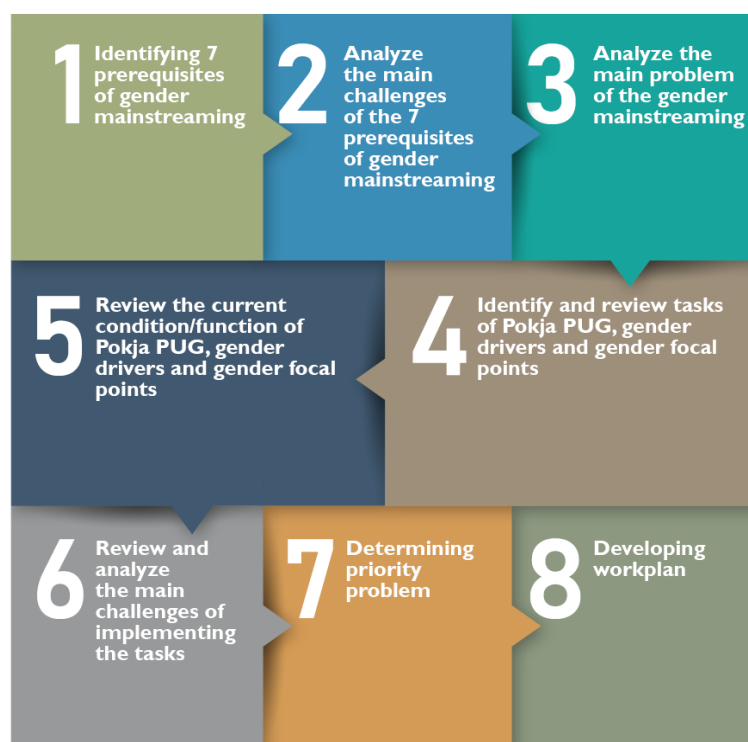 1
Identifying 7
prerequisites
of gender
mainstreaming
2
Analyze
the main
challenges
of the 7
prerequisites
of gender
mainstreaming
3
Analyze the
main problem
of the gender
mainstreaming
4
Identify and review tasks
of Pokja PUG, gender
drivers and gender focal
points
5
Review the current
condition/function of
Pokja PUG, gender
drivers and gender focal
points
6
Review and
analyze
the main
challenges of
implementing
the tasks
7
Determining
priority
problem
8
Developing
workplan